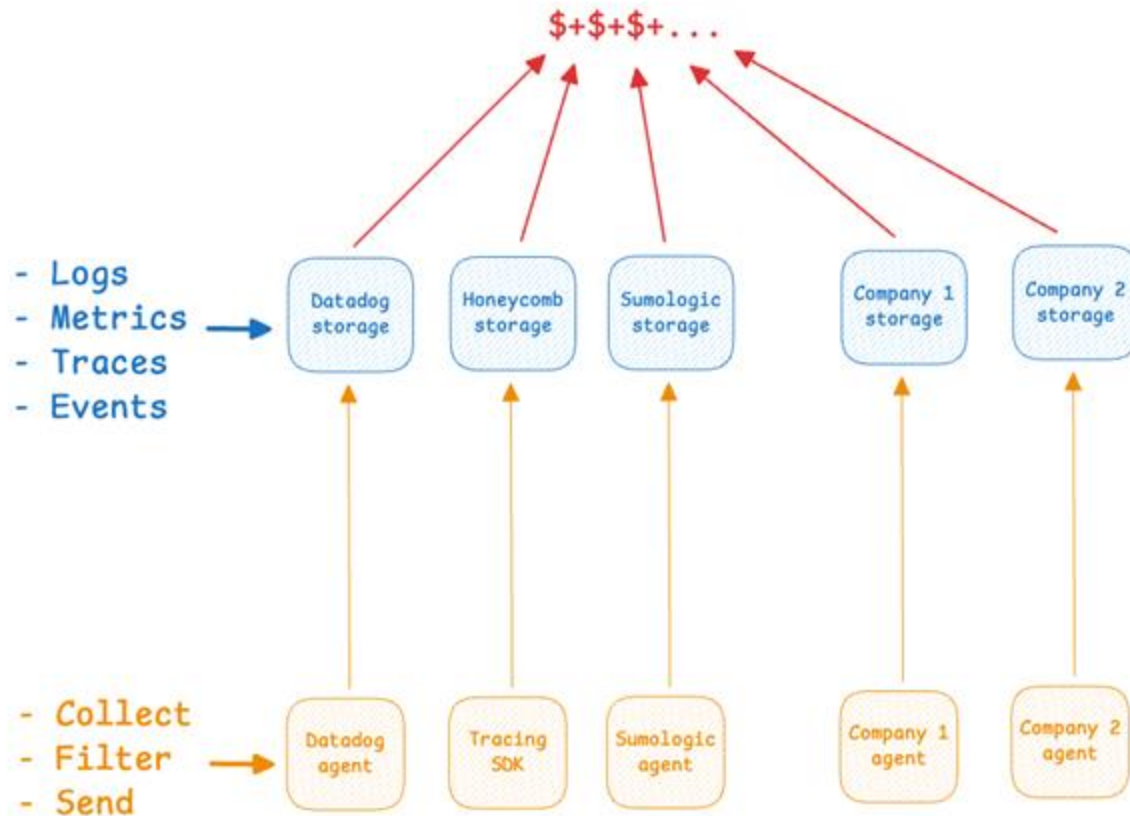 $+$+$+...
- Logs
- Metrics
- Traces
- Events
Datadog
storage
Honeycomb
storage
Sumologic
storage
Company 1
storage
Company 2
storage
- Collect
- Filter
- Send
Datadog
agent
Tracing
SDK
Sumologic
agent
Company 1
agent
Company 2
agent